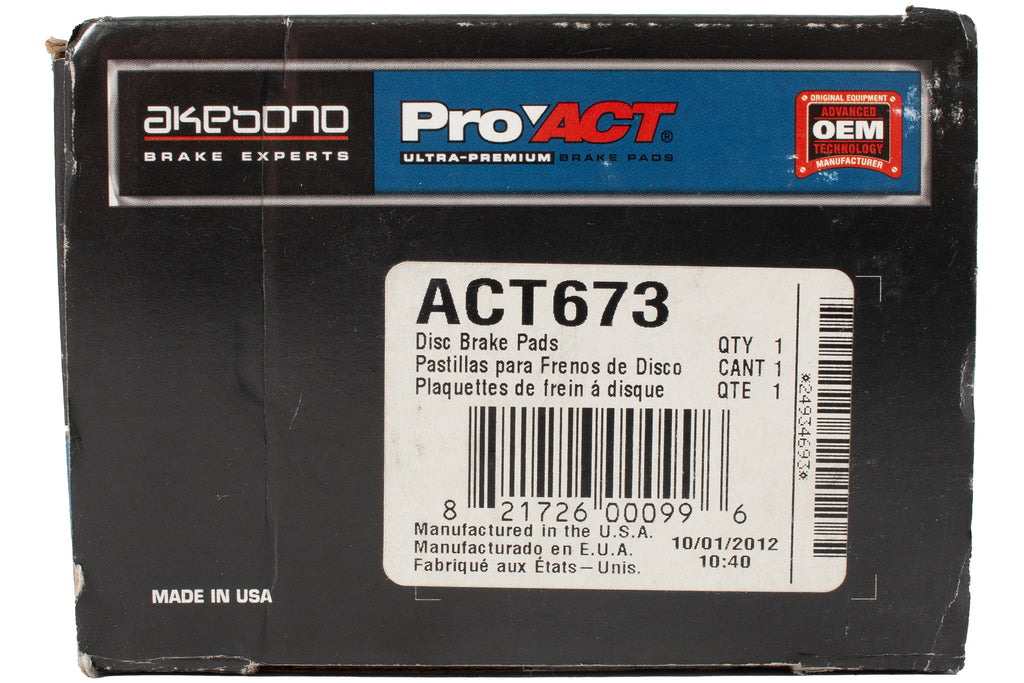 akebono
BRAKE EXPERTS
ProACT®
ULTRA-PREMIUM BRAKE PADS
ORIGINAL EQUIPMENT
ADVANCED
OEM
TECHNOLOGY
MANUFACTURER
ACT673
Disc Brake Pads QTY 1
Pastillas para Frenos de Disco CANT 1
Plaquettes de frein á disque QTE 1
*24934693*
8 21726 00099 6
Manufactured in the U.S.A.
Manufacturado en E.U.A.
Fabriqué aux États-Unis.
10/01/2012
10:40
MADE IN USA